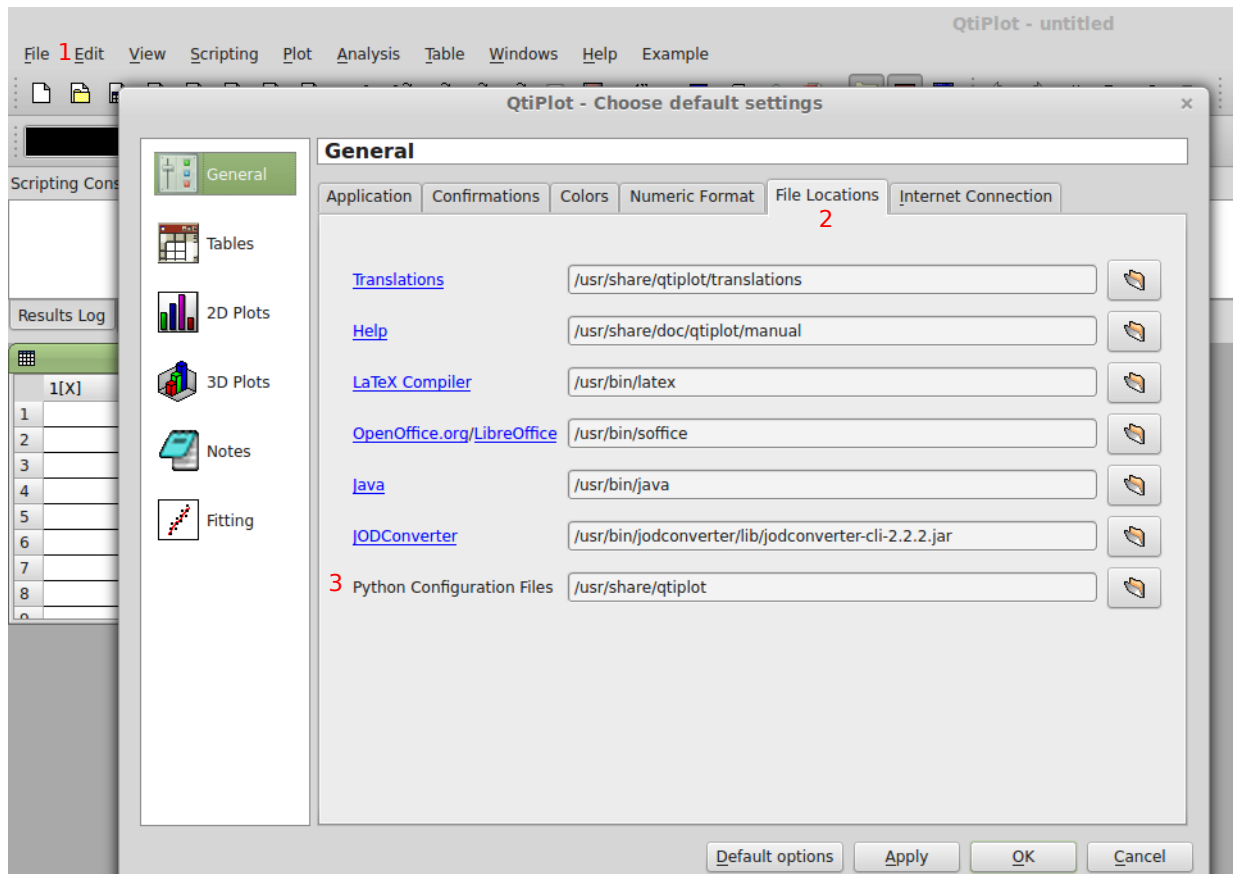 QtiPlot - untitled
File 1 Edit View Scripting Plot Analysis Table Windows Help Example
QtiPlot - Choose default settings
General
General
Application Confirmations Colors Numeric Format File Locations Internet Connection
2
Scripting Cons
Tables
Translations /usr/share/qtiplot/translations
2D Plots
Results Log
Help /usr/share/doc/qtiplot/manual
3D Plots
1[X]
LaTeX Compiler /usr/bin/latex
1
2
OpenOffice.org/LibreOffice /usr/bin/soffice
Notes
3
4
Java /usr/bin/java
5
Fitting
6
JODConverter /usr/bin/jodconverter/lib/jodconverter-cli-2.2.2.jar
7
8
3 Python Configuration Files /usr/share/qtiplot
Default options Apply OK Cancel